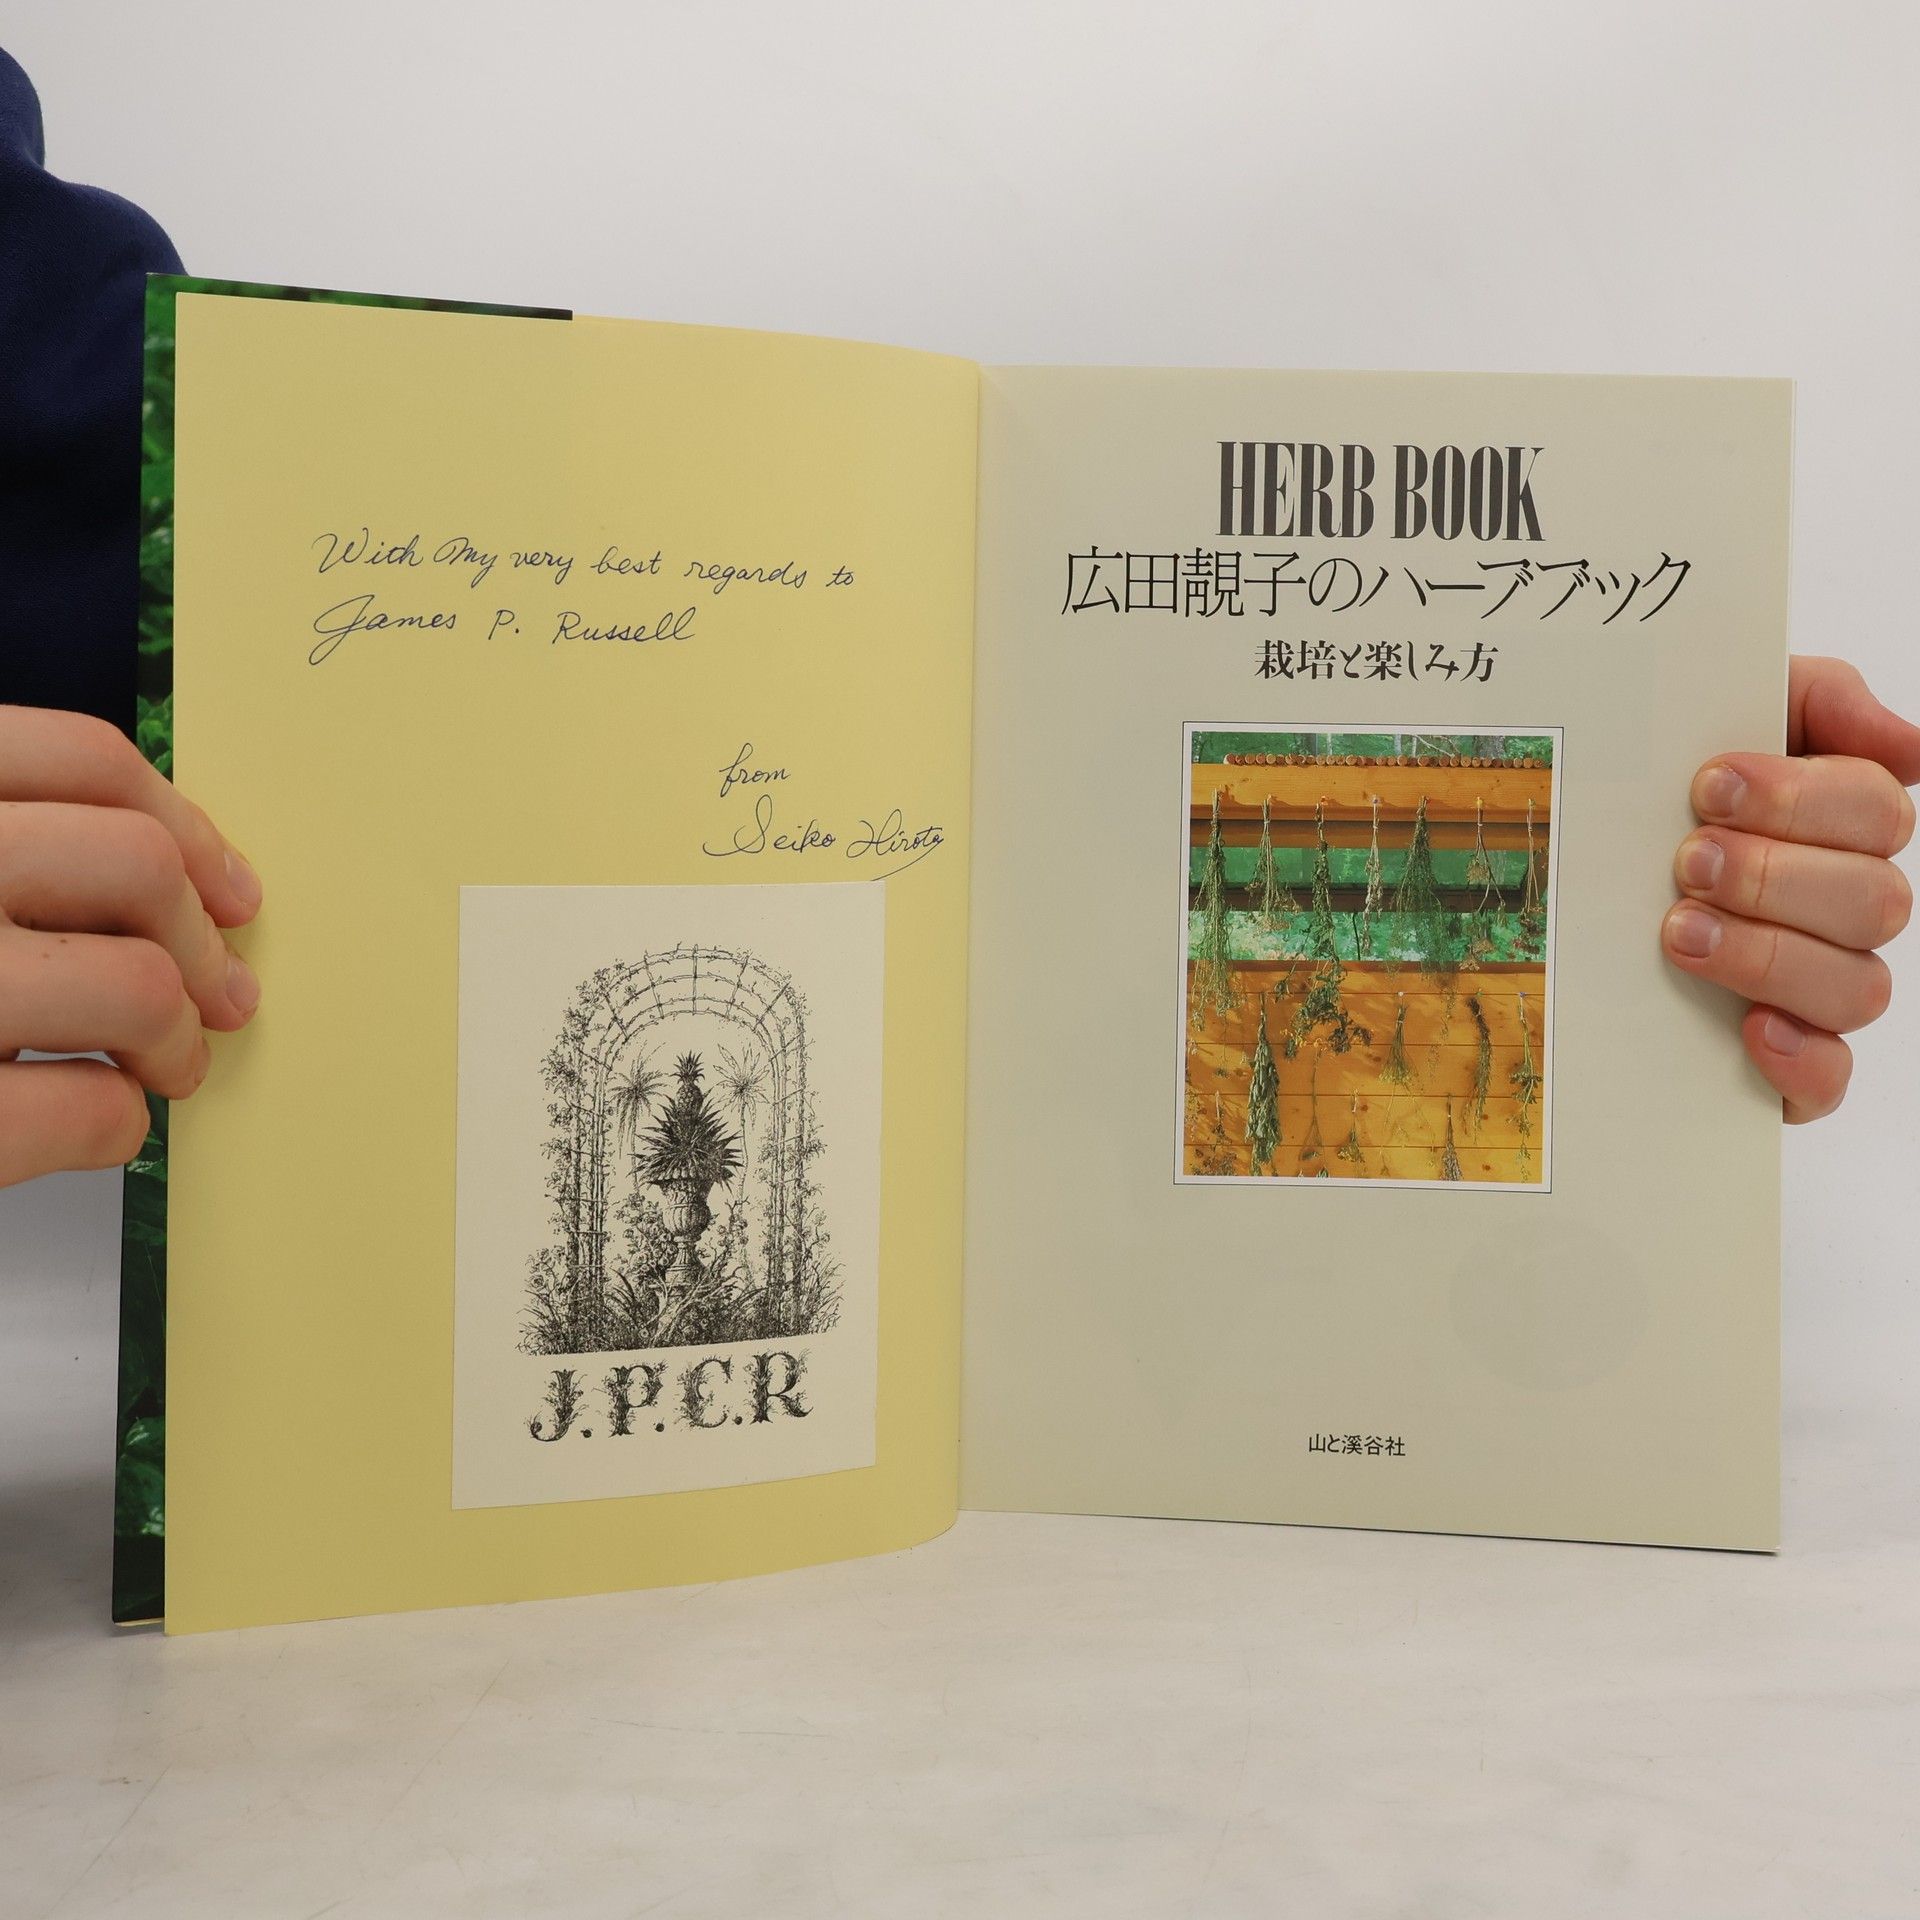 With My very best regards to
James P. Russell
from
Seiko Hirota
J.P.C.R
HERB BOOK
広田靚子のハーブブック
栽培と楽しみ方
山と溪谷社